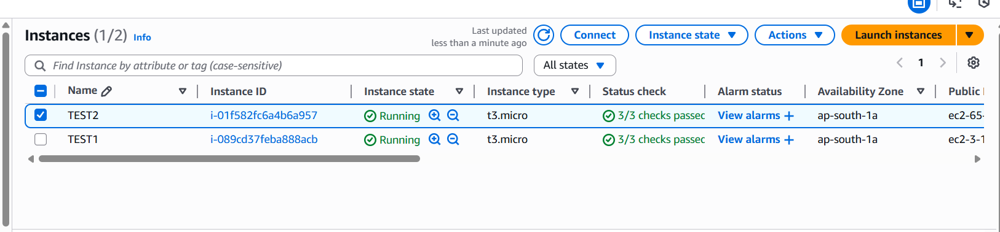 Instances (1/2) Info
Last updated
less than a minute ago
Connect
Instance state
Actions
Launch instances
Find Instance by attribute or tag (case-sensitive)
All states
1
Name Instance ID Instance state Instance type Status check Alarm status Availability Zone Public
TEST2 i-01f582fc6a4b6a957 Running t3.micro 3/3 checks passed View alarms + ap-south-1a ec2-65-
TEST1 i-089cd37feba888acb Running t3.micro 3/3 checks passed View alarms + ap-south-1a ec2-3-1